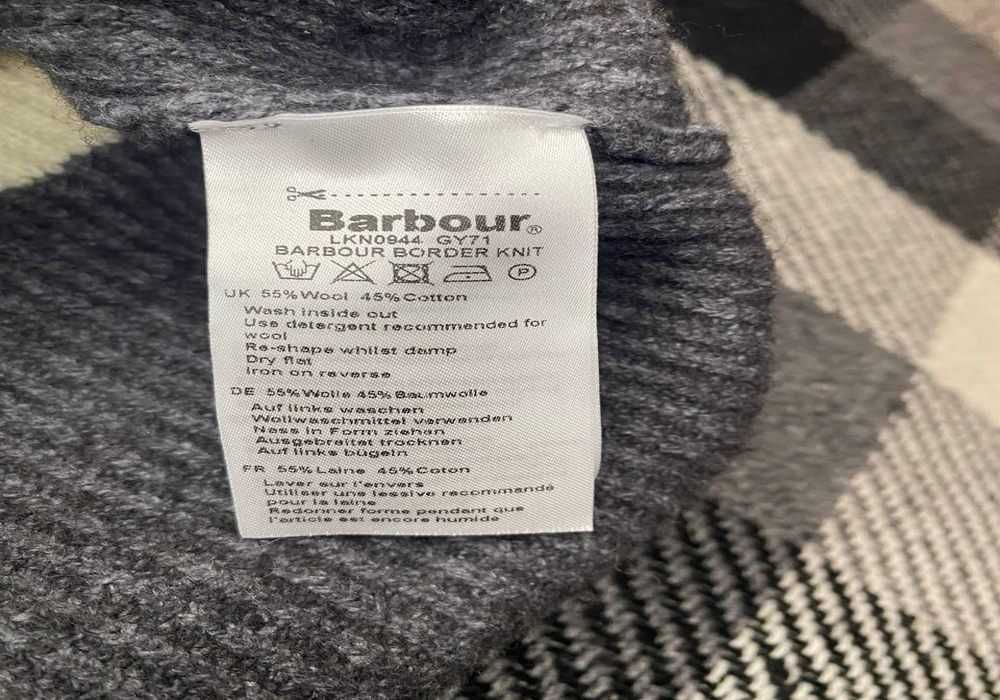 Barbour®
LKN0944 GY71
BARBOUR BORDER KNIT
P
UK 55%Wool 45%Cotton
Wash inside out
Use detergent recommended for
wool
Re-shape whilst damp
Dry flat
Iron on reverse
DE 55%Wolle 45%Baumwolle
Auf links waschen
Wollwaschmittel verwenden
Nass in Form ziehen
Ausgebreitet trocknen
Auf links bügeln
FR 55%Laine 45%Coton
Laver sur l'envers
Utiliser une lessive recommandé
pour la laine
Redonner forme pendant que
l'article est encore humide